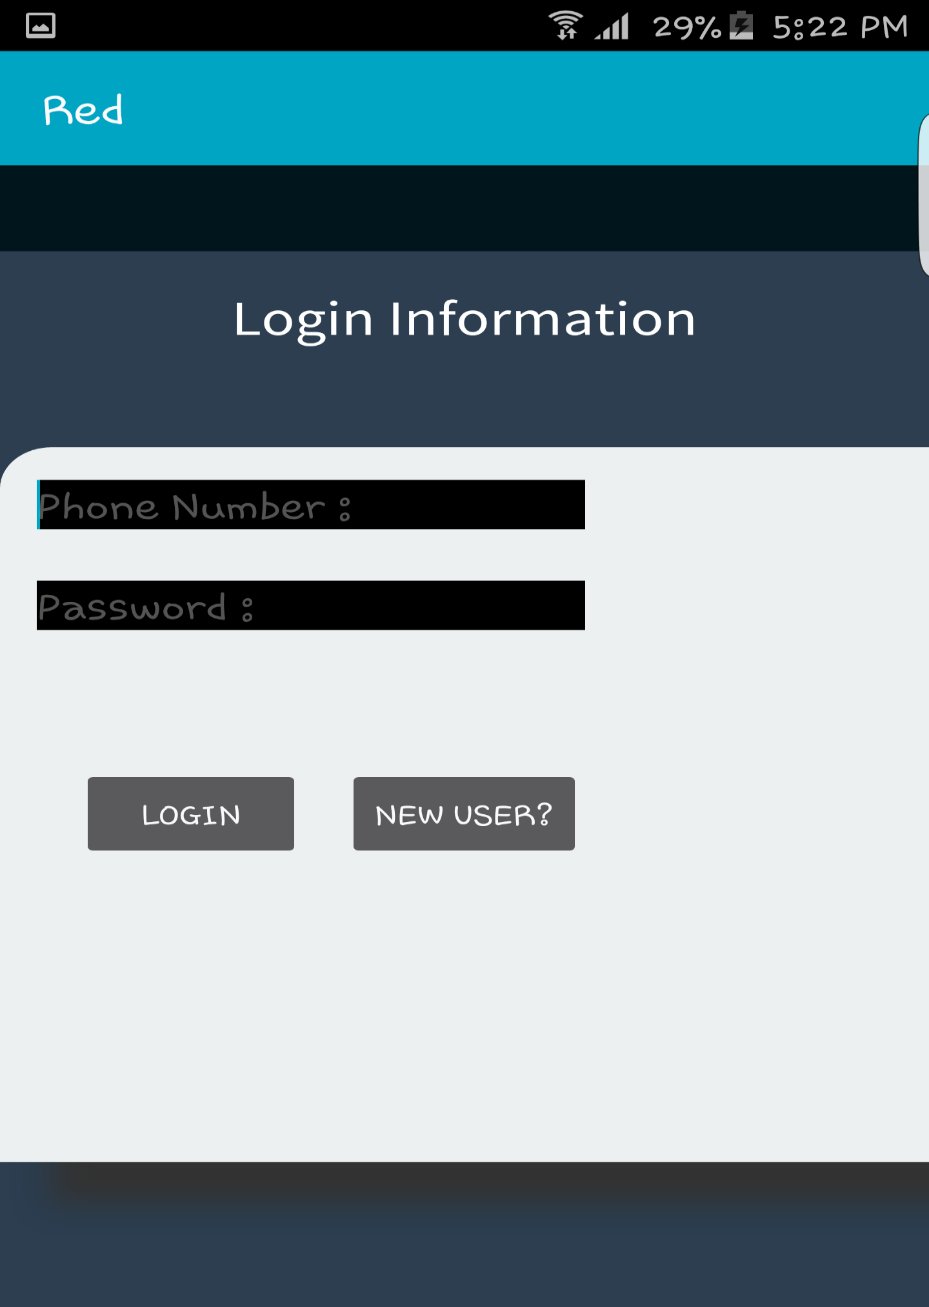 29% 5:22 PM
Red
Login Information
Phone Number :
Password :
LOGIN NEW USER?